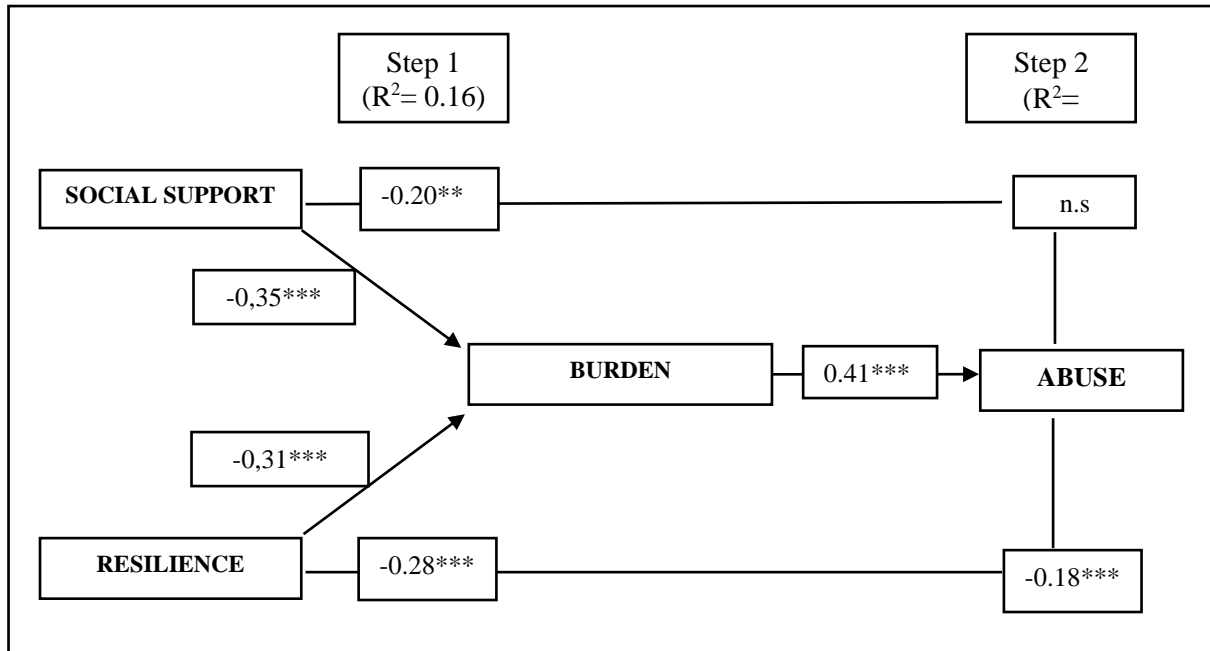 Step 1
(R²= 0.16)
Step 2
(R²=
SOCIAL SUPPORT
-0.20**
n.s
-0,35***
BURDEN
0.41***
ABUSE
-0,31***
RESILIENCE
-0.28***
-0.18***